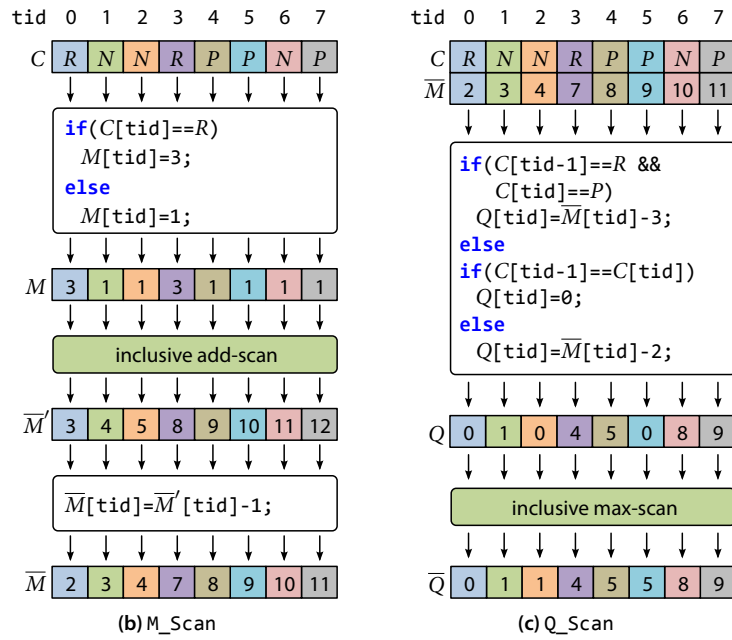 tid 0 1 2 3 4 5 6 7
C R N N R P P N P
if(C[tid]==R)
M[tid]=3;
else
M[tid]=1;
M 3 1 1 3 1 1 1 1
inclusive add-scan
M̅′ 3 4 5 8 9 10 11 12
M̅[tid]=M̅′[tid]-1;
M̅ 2 3 4 7 8 9 10 11
(b) M_Scan
tid 0 1 2 3 4 5 6 7
C R N N R P P N P
M̅ 2 3 4 7 8 9 10 11
if(C[tid-1]==R &&
C[tid]==P)
Q[tid]=M̅[tid]-3;
else
if(C[tid-1]==C[tid])
Q[tid]=0;
else
Q[tid]=M̅[tid]-2;
Q 0 1 0 4 5 0 8 9
inclusive max-scan
Q̅ 0 1 1 4 5 5 8 9
(c) Q_Scan